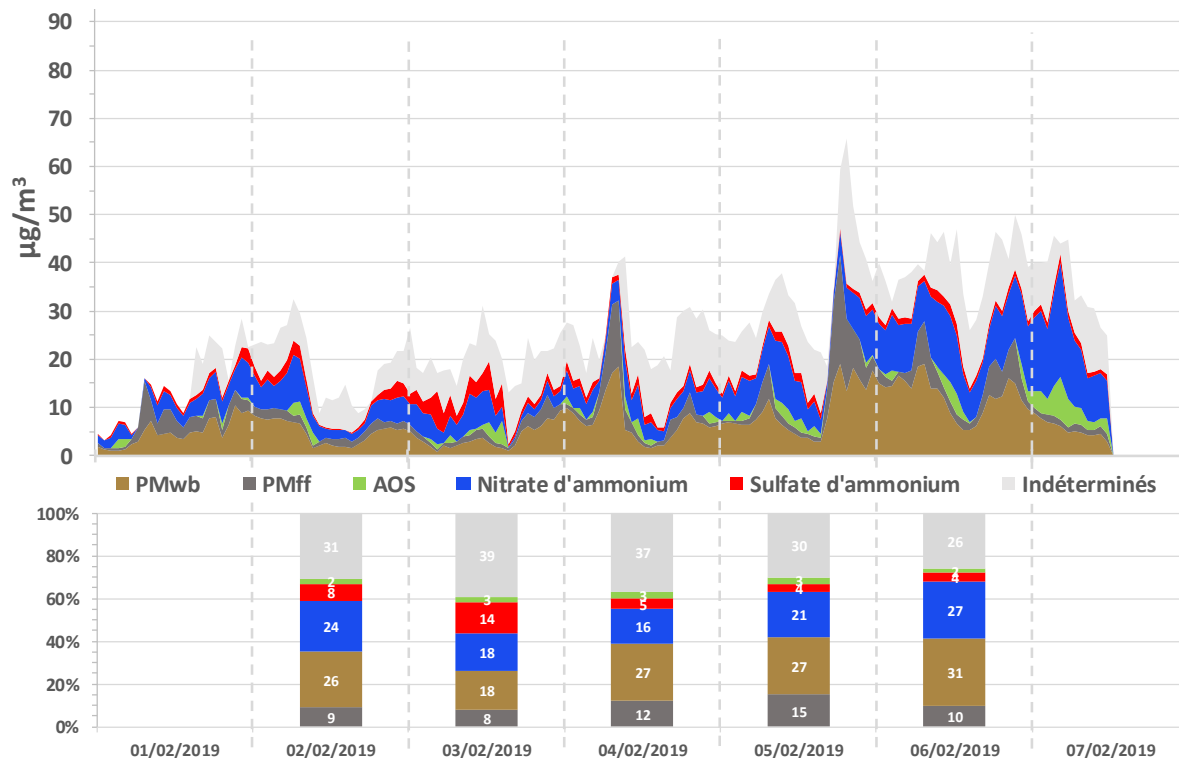 90
80
70
60
50
40
30
20
10
0
µg/m³
PMwb PMff AOS Nitrate d'ammonium Sulfate d'ammonium Indéterminés
100%
80%
60%
40%
20%
0%
31 39 37 30 26
2 3 3 3 2
8 14 5 4 4
24 18 16 21 27
26 18 27 27 31
9 8 12 15 10
01/02/2019 02/02/2019 03/02/2019 04/02/2019 05/02/2019 06/02/2019 07/02/2019